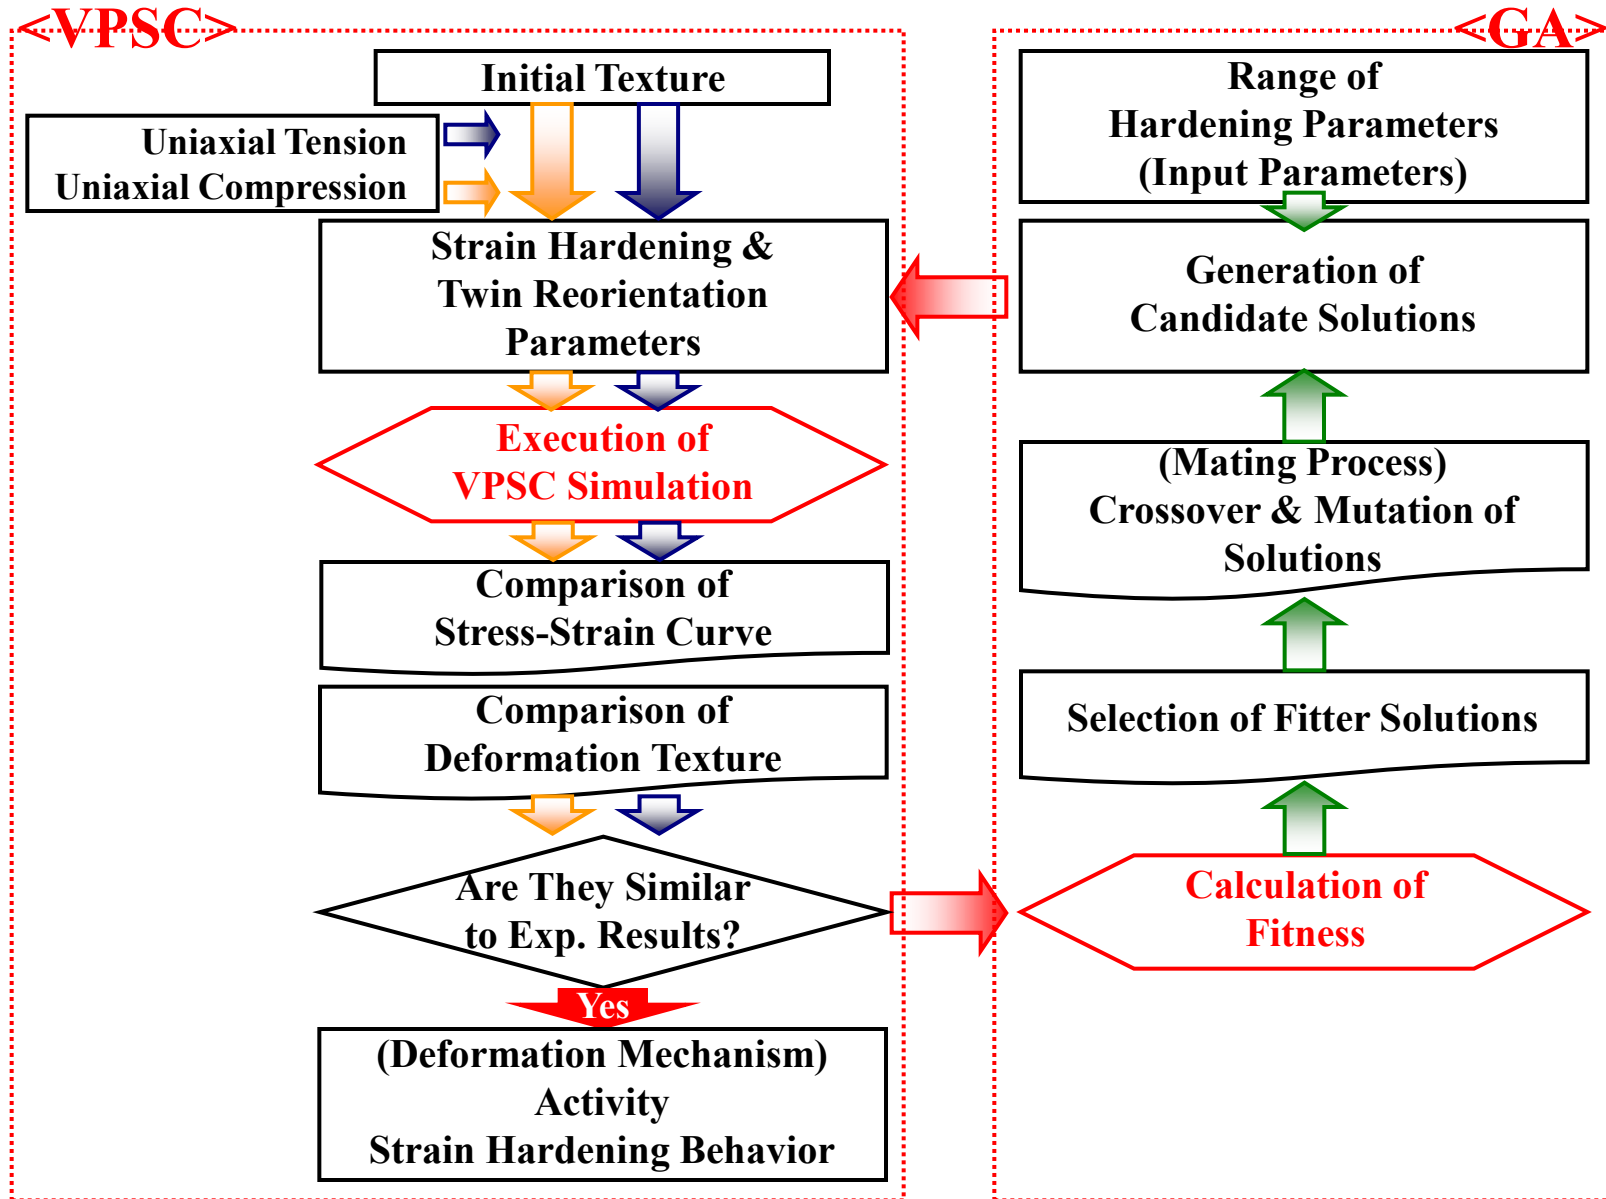 <VPSC>
Initial Texture
Uniaxial Tension
Uniaxial Compression
Strain Hardening &
Twin Reorientation
Parameters
Execution of
VPSC Simulation
Comparison of
Stress-Strain Curve
Comparison of
Deformation Texture
Are They Similar
to Exp. Results?
Yes
(Deformation Mechanism)
Activity
Strain Hardening Behavior
<GA>
Range of
Hardening Parameters
(Input Parameters)
Generation of
Candidate Solutions
(Mating Process)
Crossover & Mutation of
Solutions
Selection of Fitter Solutions
Calculation of
Fitness